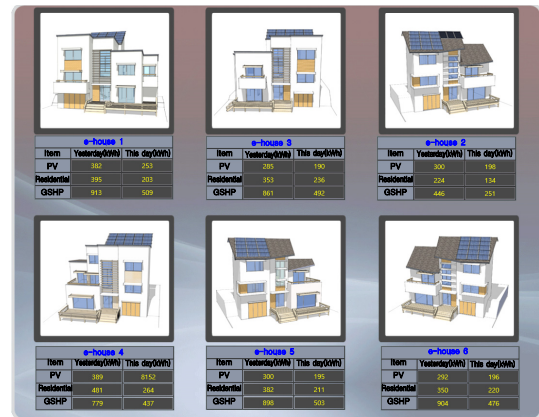 e-house 1
Item Yesterday(kWh) This day(kWh)
PV 382 253
Residential 395 203
GSHP 913 509
e-house 3
Item Yesterday(kWh) This day(kWh)
PV 285 190
Residential 353 236
GSHP 861 492
e-house 2
Item Yesterday(kWh) This day(kWh)
PV 300 198
Residential 224 134
GSHP 446 251
e-house 4
Item Yesterday(kWh) This day(kWh)
PV 389 8152
Residential 481 264
GSHP 779 437
e-house 5
Item Yesterday(kWh) This day(kWh)
PV 300 195
Residential 382 211
GSHP 898 503
e-house 6
Item Yesterday(kWh) This day(kWh)
PV 292 196
Residential 350 220
GSHP 904 476